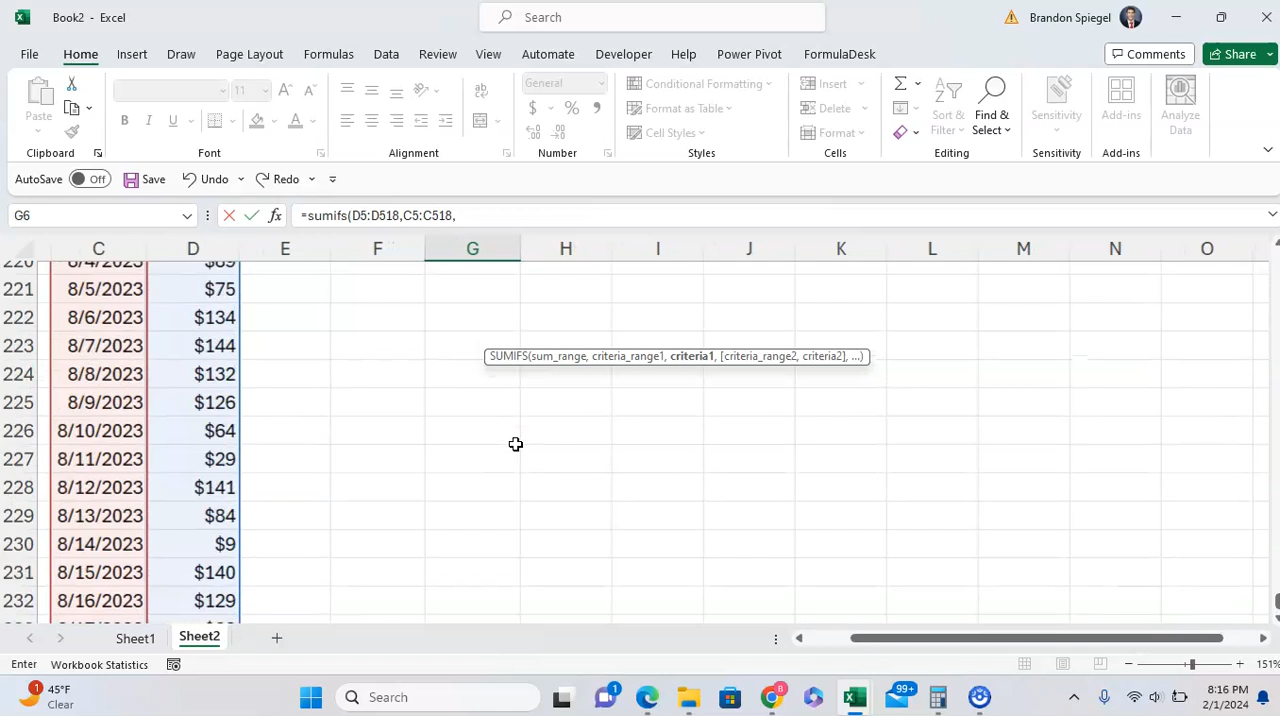 Book2 - Excel
Search
Brandon Spiegel
File Home Insert Draw Page Layout Formulas Data Review View Automate Developer Help Power Pivot FormulaDesk
Comments
Share
Paste
11
General
Conditional Formatting
Format as Table
Cell Styles
Insert
Delete
Format
Sort & Filter
Find & Select
Sensitivity
Add-ins
Analyze Data
Clipboard Font Alignment Number Styles Cells Editing Sensitivity Add-ins
AutoSave Off Save Undo Redo
G6
=sumifs(D5:D518,C5:C518,
C D E F G H I J K L M N O
220 8/4/2023 $89
221 8/5/2023 $75
222 8/6/2023 $134
223 8/7/2023 $144
SUMIFS(sum_range, criteria_range1, criteria1, [criteria_range2, criteria2], ...)
224 8/8/2023 $132
225 8/9/2023 $126
226 8/10/2023 $64
227 8/11/2023 $29
228 8/12/2023 $141
229 8/13/2023 $84
230 8/14/2023 $9
231 8/15/2023 $140
232 8/16/2023 $129
Sheet1 Sheet2
Enter Workbook Statistics
151%
1 45°F
Clear
Search
1
8
99+
8:16 PM
2/1/2024